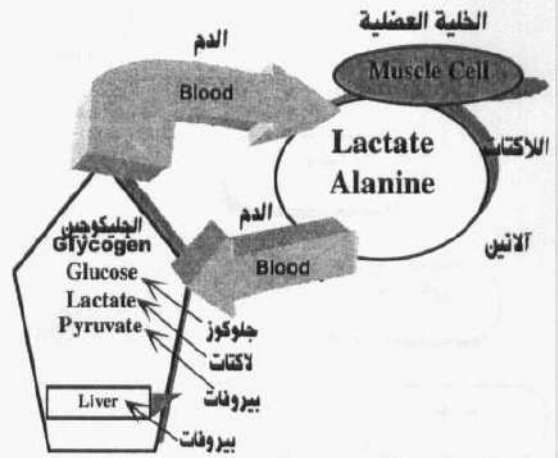 الخلية العضلية
Muscle Cell
الدم
Blood
Lactate
Alanine
اللاكتات
آلاتين
الدم
Blood
الجليكوجين
Glycogen
Glucose
Lactate
Pyruvate
جلوكوز
لاكتات
بيروفات
Liver
بيروفات